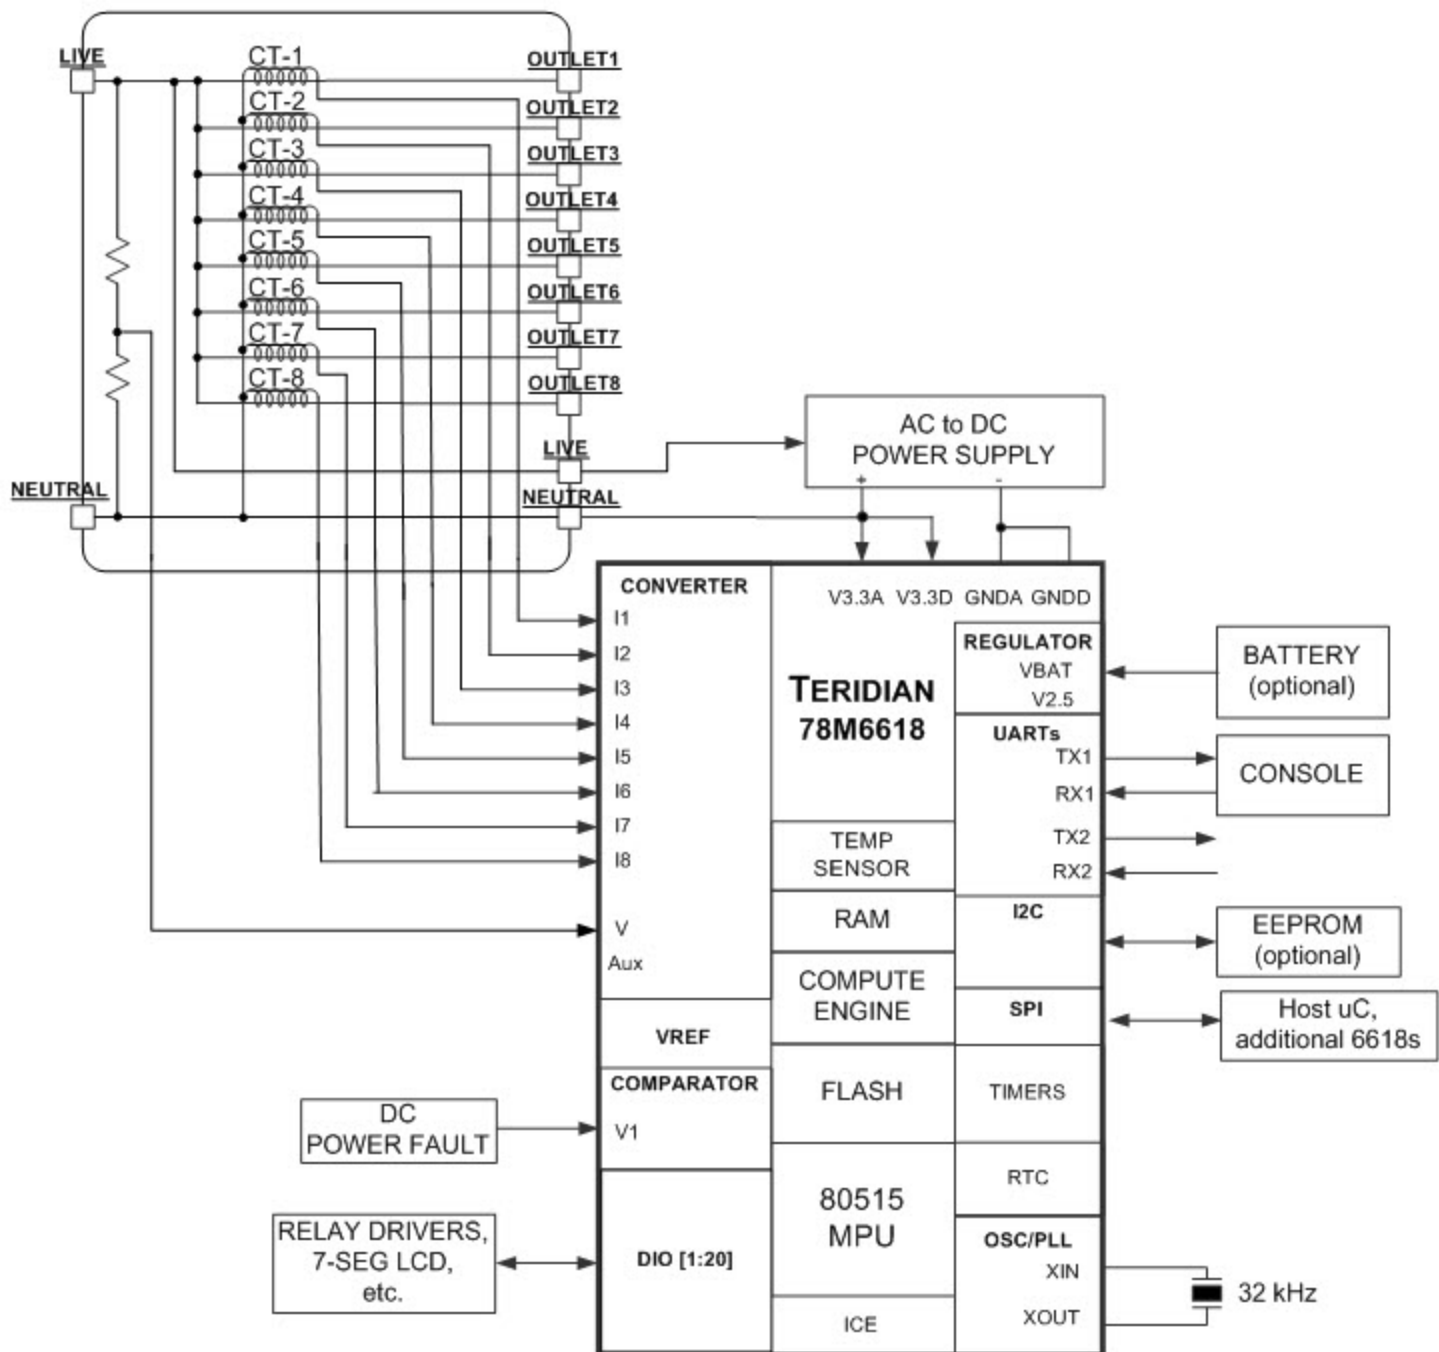 LIVE
CT-1
OUTLET1
CT-2
OUTLET2
CT-3
OUTLET3
CT-4
OUTLET4
CT-5
OUTLET5
CT-6
OUTLET6
CT-7
OUTLET7
CT-8
OUTLET8
LIVE
NEUTRAL
NEUTRAL
AC to DC
POWER SUPPLY
+ -
CONVERTER
I1
I2
I3
I4
I5
I6
I7
I8
V
Aux
VREF
COMPARATOR
V1
DIO [1:20]
V3.3A V3.3D GNDA GNDD
TERIDIAN
78M6618
TEMP
SENSOR
RAM
COMPUTE
ENGINE
FLASH
80515
MPU
ICE
REGULATOR
VBAT
V2.5
UARTs
TX1
RX1
TX2
RX2
I2C
SPI
TIMERS
RTC
OSC/PLL
XIN
XOUT
BATTERY
(optional)
CONSOLE
EEPROM
(optional)
Host uC,
additional 6618s
32 kHz
DC
POWER FAULT
RELAY DRIVERS,
7-SEG LCD,
etc.